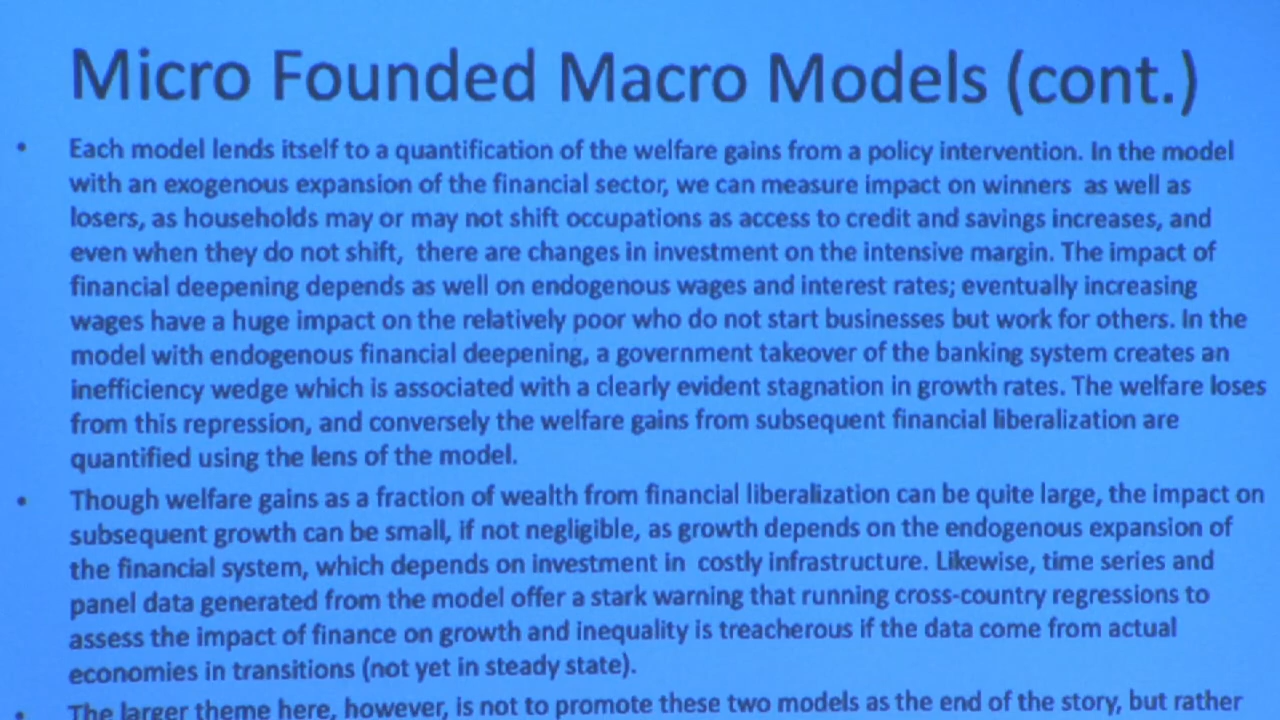 Micro Founded Macro Models (cont.)
• Each model lends itself to a quantification of the welfare gains from a policy intervention. In the model
with an exogenous expansion of the financial sector, we can measure impact on winners as well as
losers, as households may or may not shift occupations as access to credit and savings increases, and
even when they do not shift, there are changes in investment on the intensive margin. The impact of
financial deepening depends as well on endogenous wages and interest rates; eventually increasing
wages have a huge impact on the relatively poor who do not start businesses but work for others. In the
model with endogenous financial deepening, a government takeover of the banking system creates an
inefficiency wedge which is associated with a clearly evident stagnation in growth rates. The welfare loses
from this repression, and conversely the welfare gains from subsequent financial liberalization are
quantified using the lens of the model.
• Though welfare gains as a fraction of wealth from financial liberalization can be quite large, the impact on
subsequent growth can be small, if not negligible, as growth depends on the endogenous expansion of
the financial system, which depends on investment in costly infrastructure. Likewise, time series and
panel data generated from the model offer a stark warning that running cross-country regressions to
assess the impact of finance on growth and inequality is treacherous if the data come from actual
economies in transitions (not yet in steady state).
• The larger theme here, however, is not to promote these two models as the end of the story, but rather